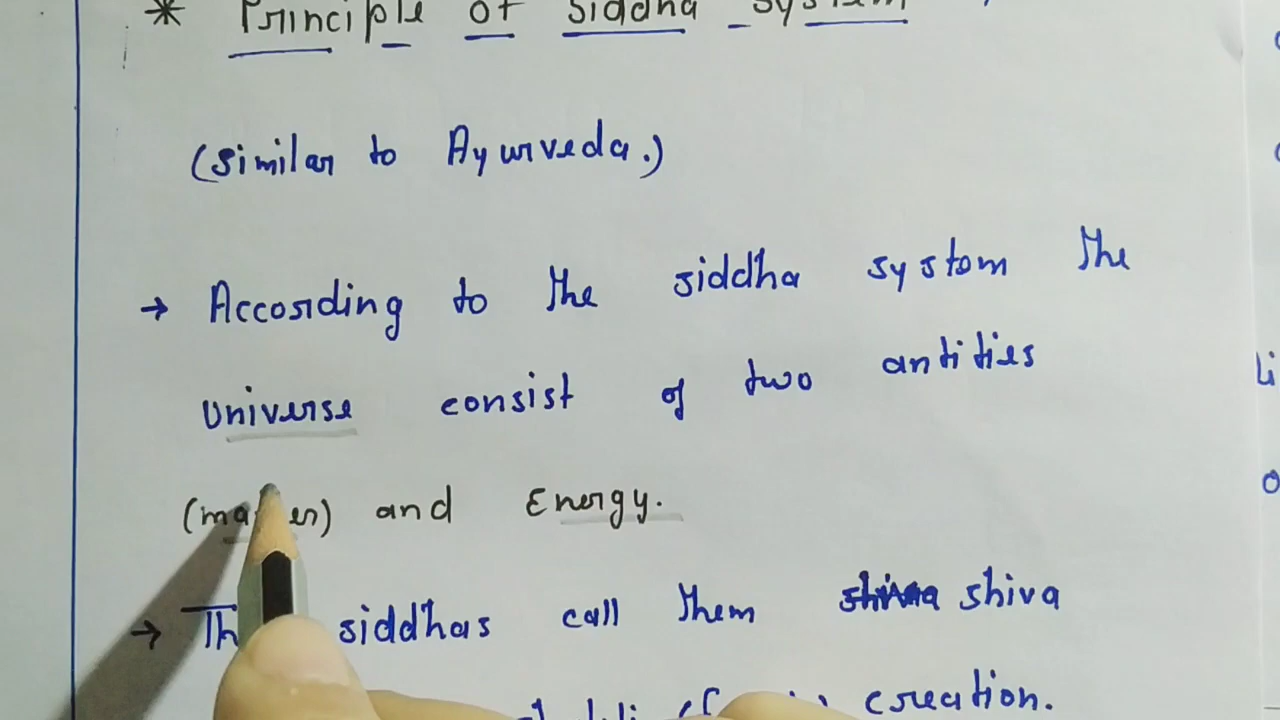 * Principle of Siddha System
(Similar to Ayurveda.)
→ According to the siddha systom the
Universe consist of two antities
and Energy.
→ siddhas call them shiva
creation.